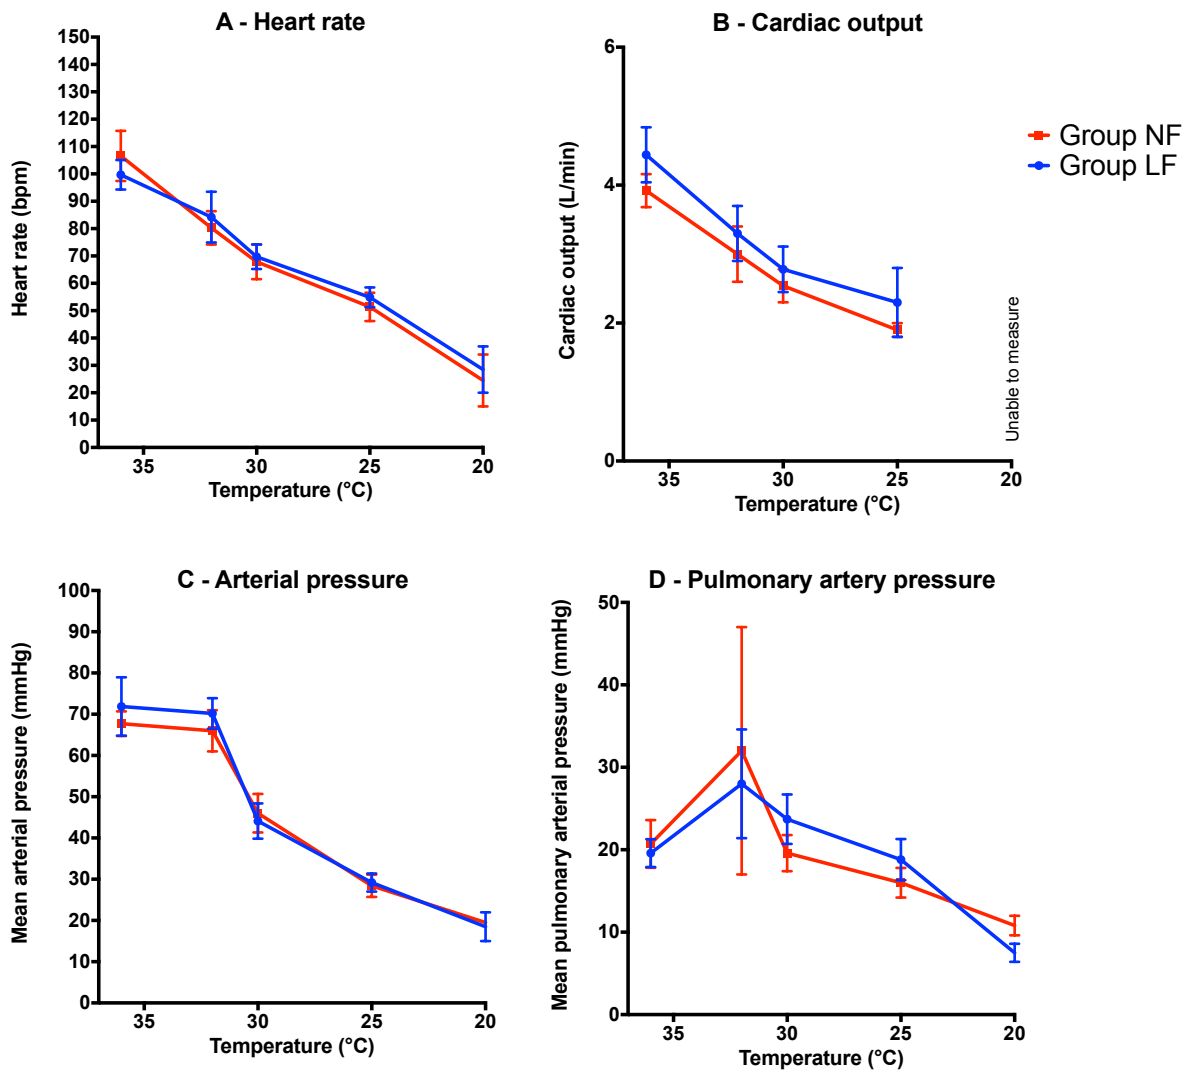 A - Heart rate
150
140
130
120
110
100
90
80
70
60
50
40
30
20
10
0
Heart rate (bpm)
35 30 25 20
Temperature (°C)
B - Cardiac output
6
4
2
0
Cardiac output (L/min)
Unable to measure
35 30 25 20
Temperature (°C)
Group NF
Group LF
C - Arterial pressure
100
90
80
70
60
50
40
30
20
10
0
Mean arterial pressure (mmHg)
35 30 25 20
Temperature (°C)
D - Pulmonary artery pressure
50
40
30
20
10
0
Mean pulmonary arterial pressure (mmHg)
35 30 25 20
Temperature (°C)